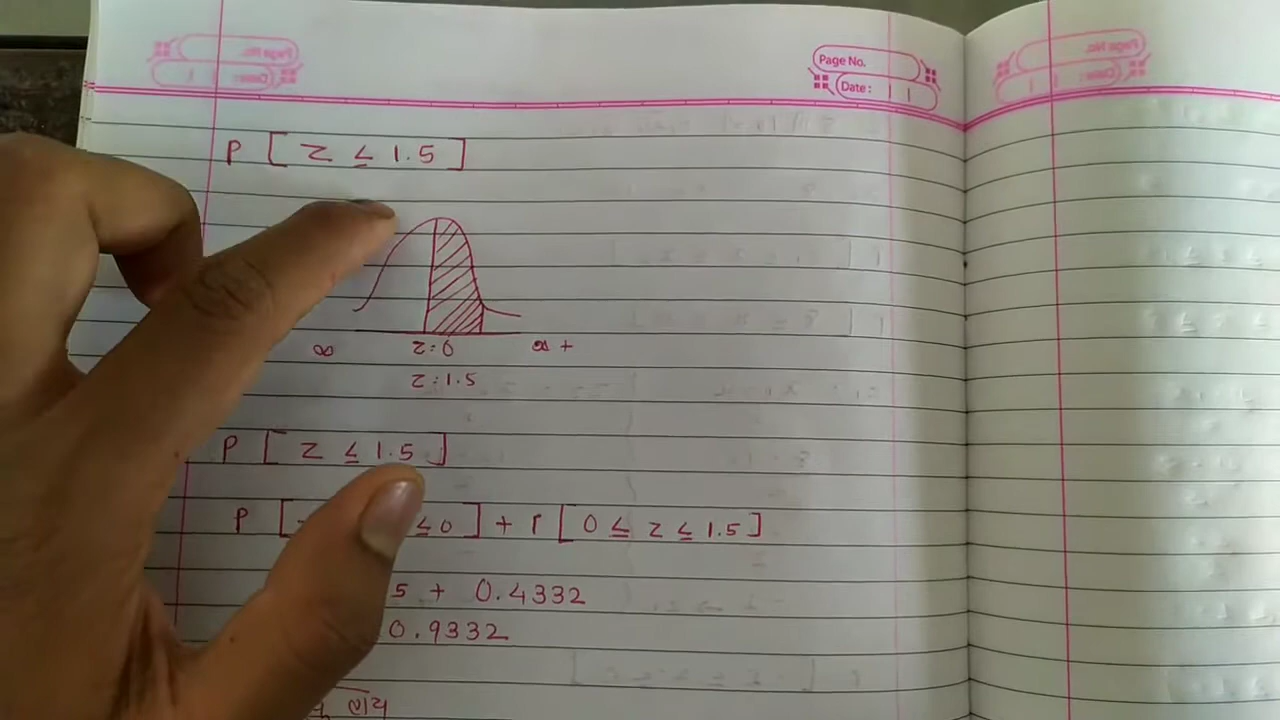 Page No.
Date :
P [ Z ≤ 1.5 ]
∞ z:0 ∞ +
z:1.5
P [ Z ≤ 1.5 ]
P [ - ≤ 0 ] + P [ 0 ≤ z ≤ 1.5 ]
5 + 0.4332
0.9332